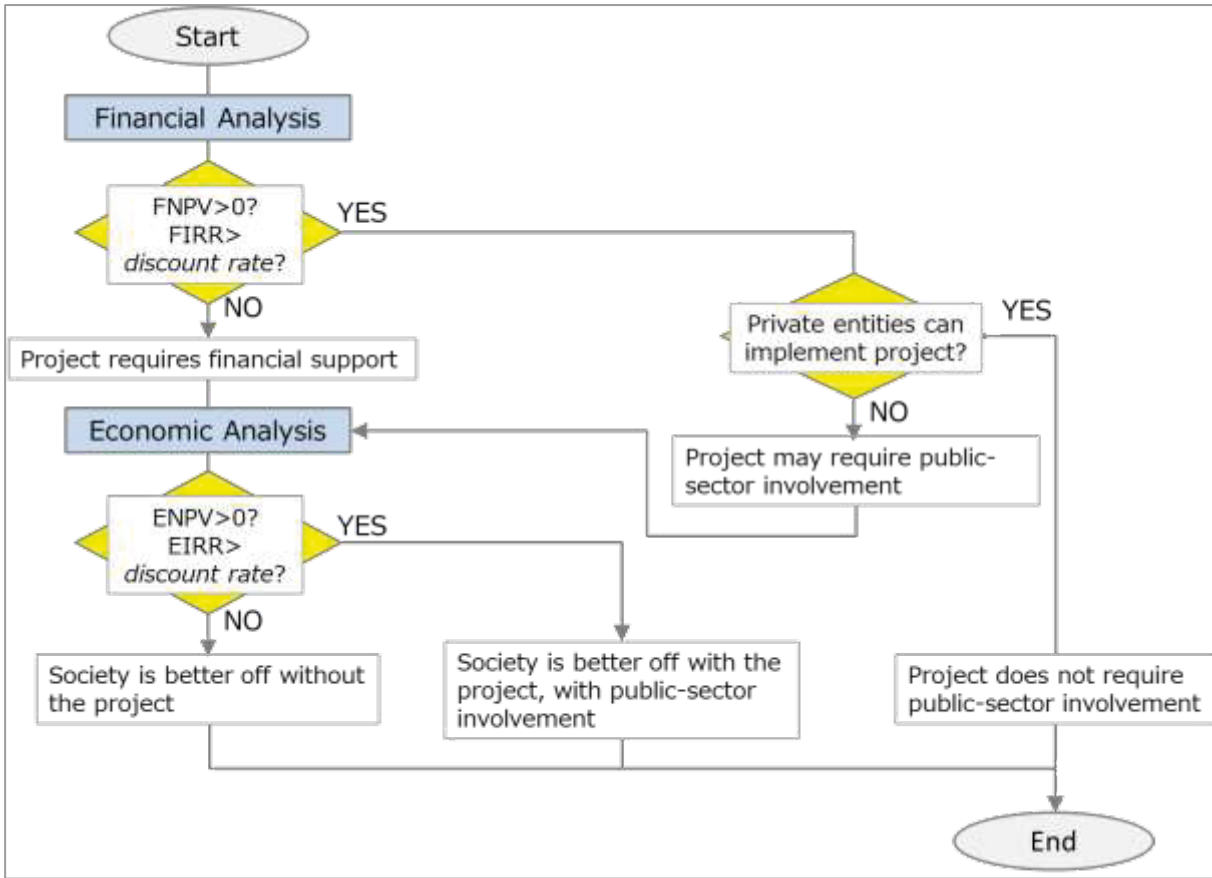 Start
Financial Analysis
FNPV>0?
FIRR>
discount rate?
YES
NO
Project requires financial support
Private entities can
implement project?
YES
NO
Project may require public-
sector involvement
Economic Analysis
ENPV>0?
EIRR>
discount rate?
YES
NO
Society is better off without
the project
Society is better off with the
project, with public-sector
involvement
Project does not require
public-sector involvement
End